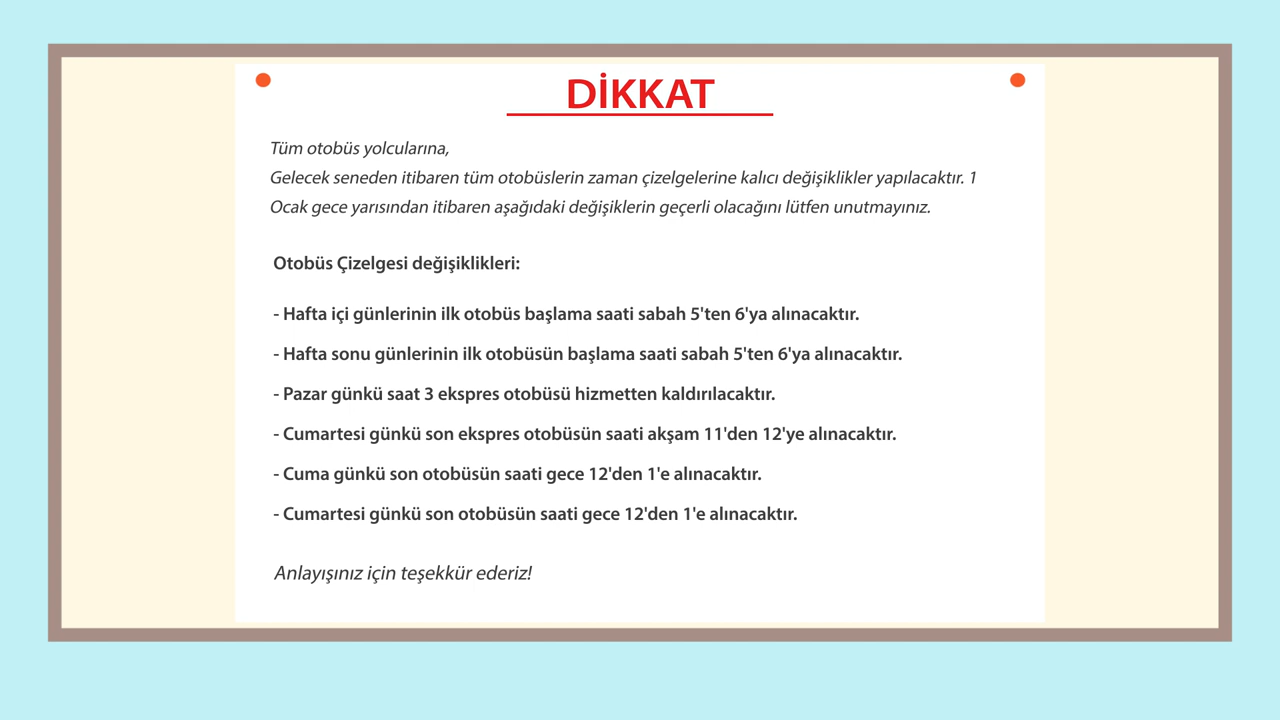 DİKKAT
Tüm otobüs yolcularına,
Gelecek seneden itibaren tüm otobüslerin zaman çizelgelerine kalıcı değişiklikler yapılacaktır. 1
Ocak gece yarısından itibaren aşağıdaki değişiklerin geçerli olacağını lütfen unutmayınız.
Otobüs Çizelgesi değişiklikleri:
- Hafta içi günlerinin ilk otobüs başlama saati sabah 5'ten 6'ya alınacaktır.
- Hafta sonu günlerinin ilk otobüsün başlama saati sabah 5'ten 6'ya alınacaktır.
- Pazar günkü saat 3 ekspres otobüsü hizmetten kaldırılacaktır.
- Cumartesi günkü son ekspres otobüsün saati akşam 11'den 12'ye alınacaktır.
- Cuma günkü son otobüsün saati gece 12'den 1'e alınacaktır.
- Cumartesi günkü son otobüsün saati gece 12'den 1'e alınacaktır.
Anlayışınız için teşekkür ederiz!